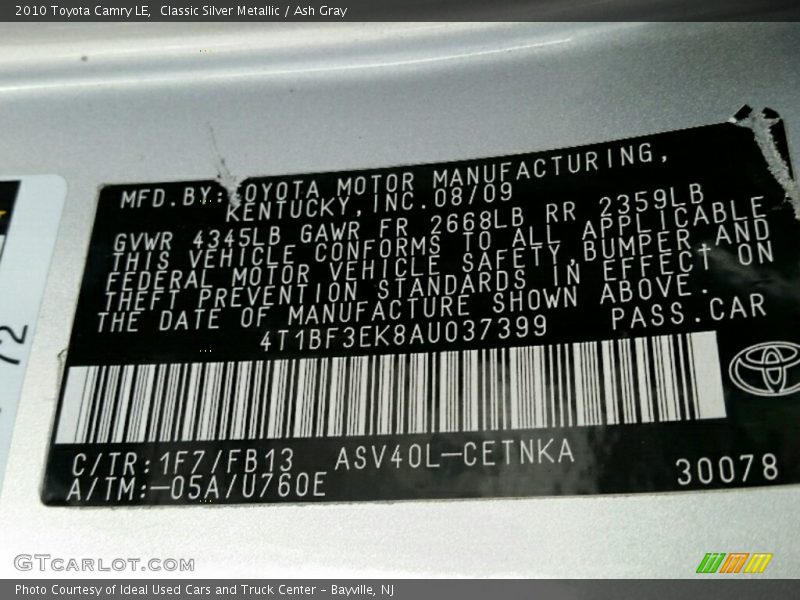 2010 Toyota Camry LE,  Classic Silver Metallic / Ash Gray
MFD.BY:TOYOTA MOTOR MANUFACTURING,
KENTUCKY,INC.08/09
GVWR 4345LB GAWR FR 2668LB RR 2359LB
THIS VEHICLE CONFORMS TO ALL APPLICABLE
FEDERAL MOTOR VEHICLE SAFETY,BUMPER,AND
THEFT PREVENTION STANDARDS IN EFFECT ON
THE DATE OF MANUFACTURE SHOWN ABOVE.
4T1BF3EK8AU037399 PASS.CAR
72
C/TR:1F7/FB13 ASV40L-CETNKA
A/TM:-05A/U760E 30078
GTCARLOT.COM
Photo Courtesy of Ideal Used Cars and Truck Center - Bayville, NJ